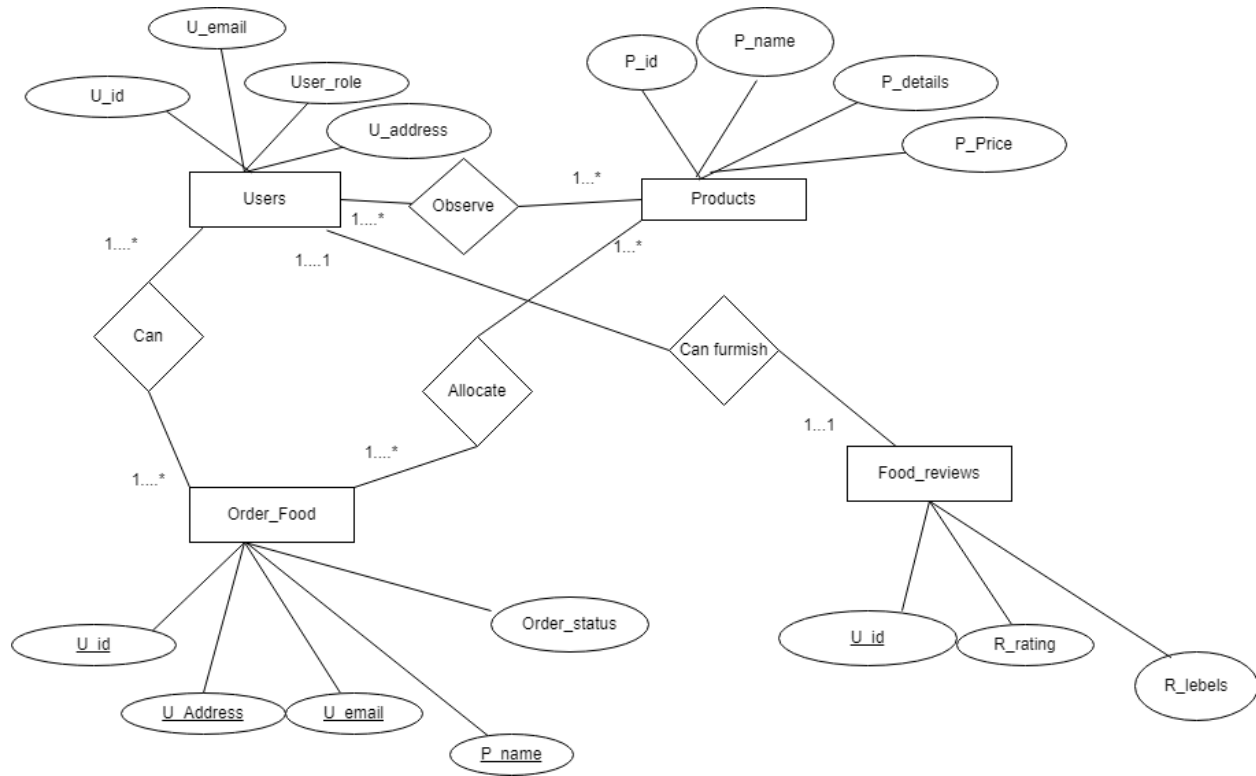 U_email
P_name
P_id
User_role
P_details
U_id
U_address
P_Price
Users
Observe
Products
1...*
1....*
1....*
1...*
1....1
Can
Can furmish
Allocate
1...1
1....*
1...*
Food_reviews
Order_Food
Order_status
U_id
U_id
R_rating
R_lebels
U_Address
U_email
P_name